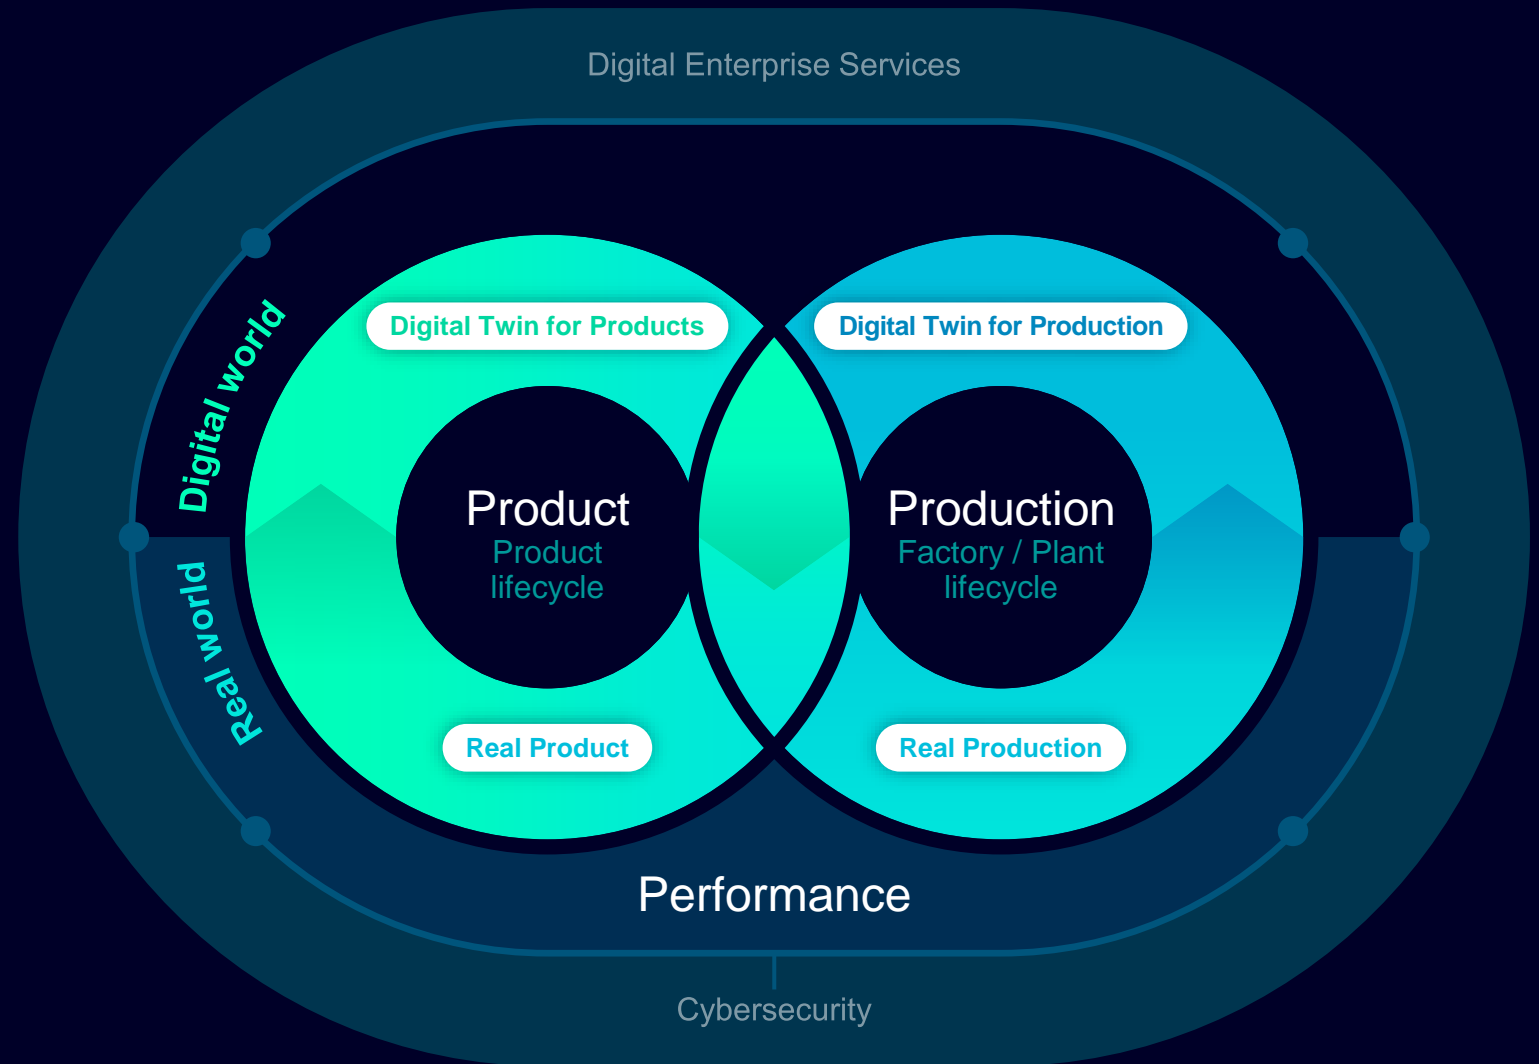 Digital Enterprise Services
Digital world
Digital Twin for Products
Digital Twin for Production
Product
Product
lifecycle
Production
Factory / Plant
lifecycle
Real world
Real Product
Real Production
Performance
Cybersecurity